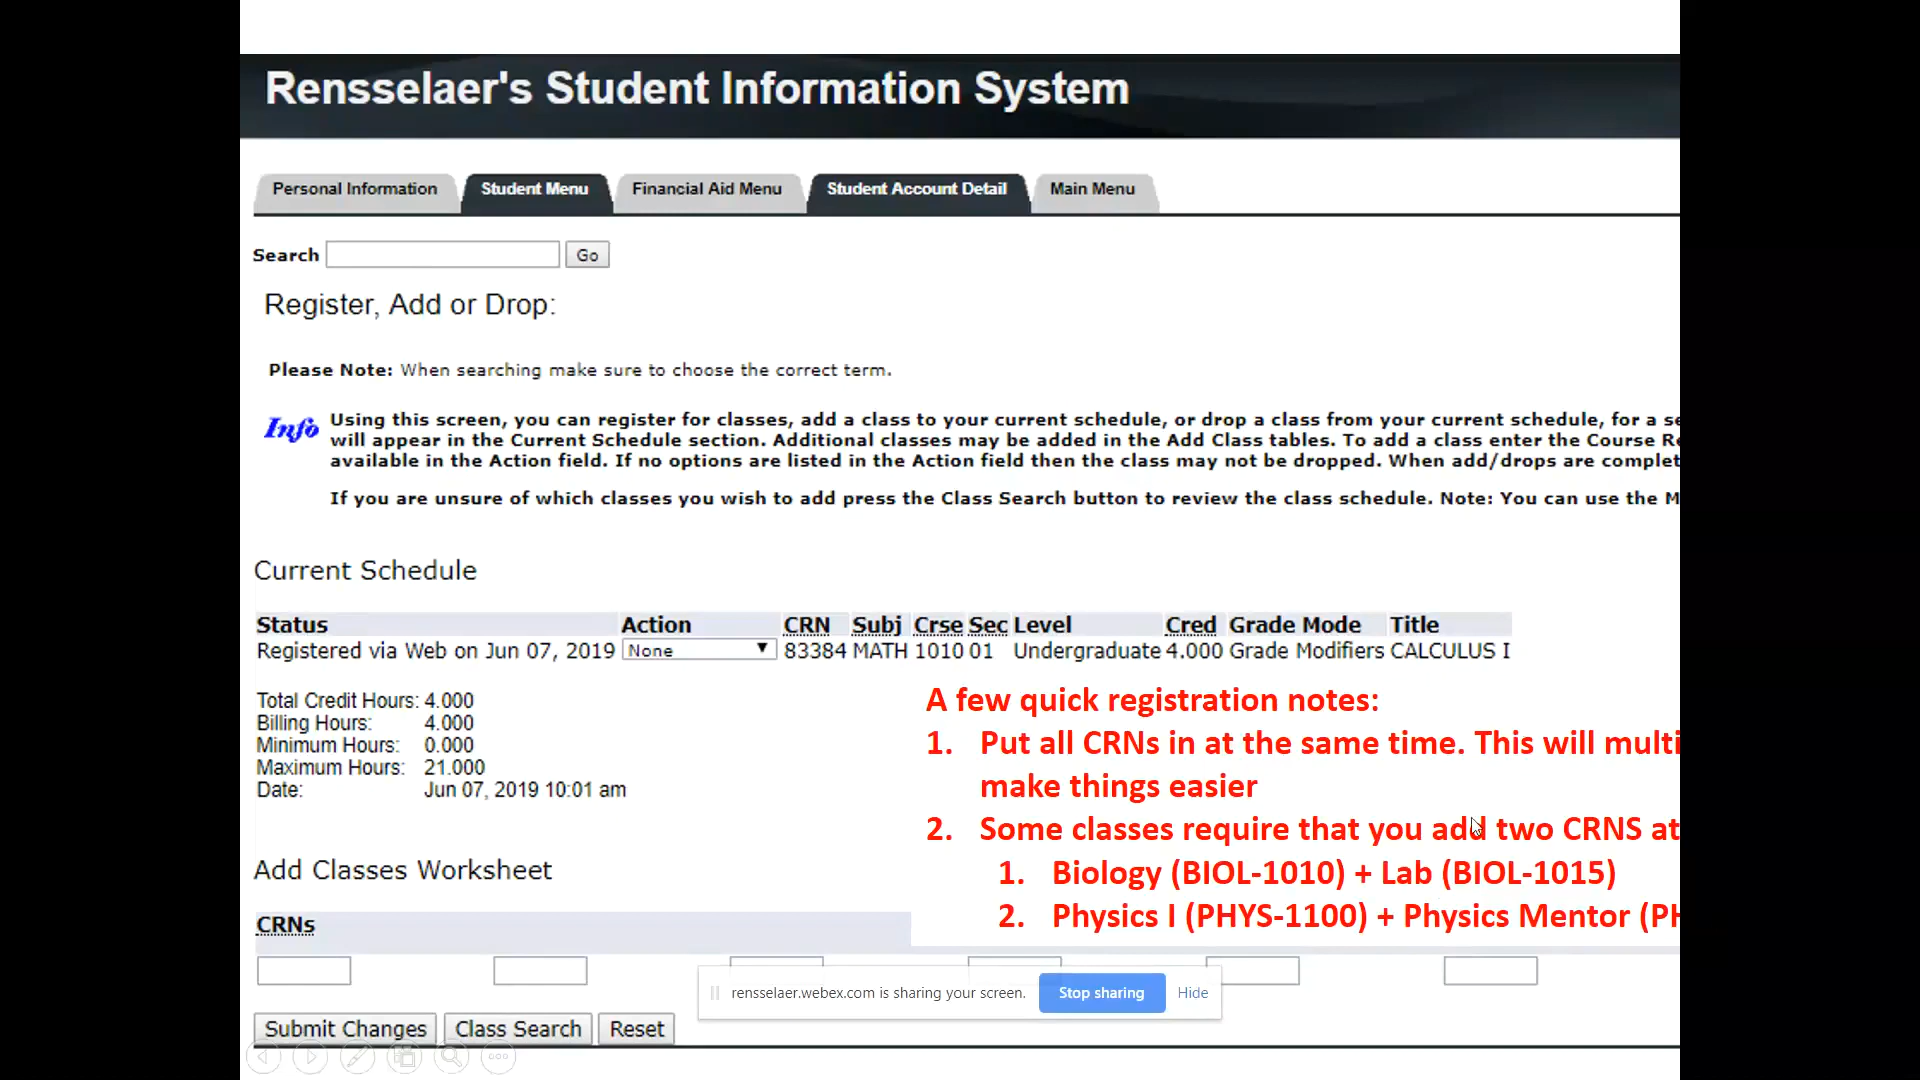 Rensselaer's Student Information System
Personal Information Student Menu Financial Aid Menu Student Account Detail Main Menu
Search Go
Register, Add or Drop:
Please Note: When searching make sure to choose the correct term.
Info Using this screen, you can register for classes, add a class to your current schedule, or drop a class from your current schedule, for a se
will appear in the Current Schedule section. Additional classes may be added in the Add Class tables. To add a class enter the Course Re
available in the Action field. If no options are listed in the Action field then the class may not be dropped. When add/drops are complet
If you are unsure of which classes you wish to add press the Class Search button to review the class schedule. Note: You can use the M
Current Schedule
Status Action CRN Subj Crse Sec Level Cred Grade Mode Title
Registered via Web on Jun 07, 2019 None 83384 MATH 1010 01 Undergraduate 4.000 Grade Modifiers CALCULUS I
Total Credit Hours: 4.000
Billing Hours: 4.000
Minimum Hours: 0.000
Maximum Hours: 21.000
Date: Jun 07, 2019 10:01 am
A few quick registration notes:
1. Put all CRNs in at the same time. This will multi
make things easier
2. Some classes require that you add two CRNS at
1. Biology (BIOL-1010) + Lab (BIOL-1015)
2. Physics I (PHYS-1100) + Physics Mentor (PH
Add Classes Worksheet
CRNs
rensselaer.webex.com is sharing your screen. Stop sharing Hide
Submit Changes Class Search Reset